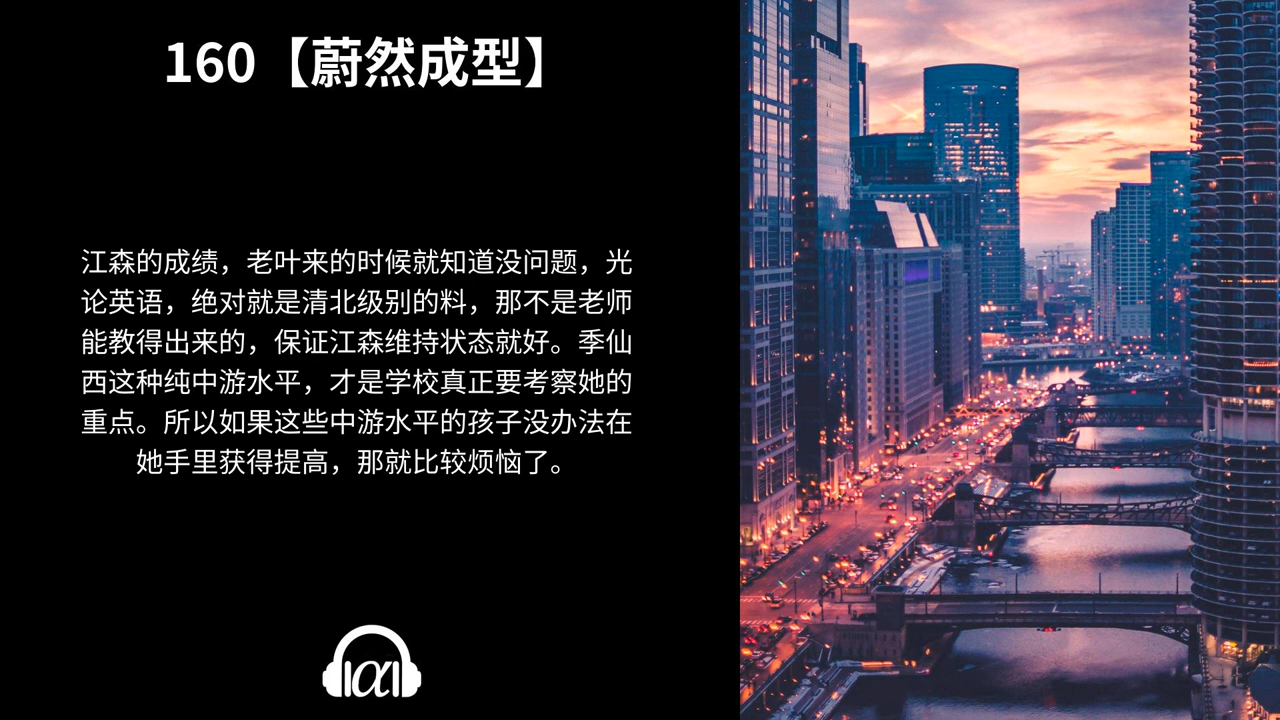 160【蔚然成型】
江森的成绩，老叶来的时候就知道没问题，光
论英语，绝对就是清北级别的料，那不是老师
能教得出来的，保证江森维持状态就好。季仙
西这种纯中游水平，才是学校真正要考察她的
重点。所以如果这些中游水平的孩子没办法在
她手里获得提高，那就比较烦恼了。